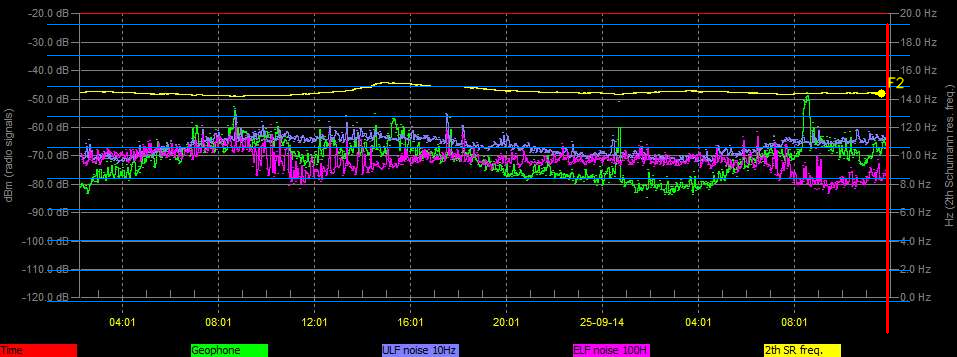 -20.0 dB 20.0 Hz
-30.0 dB 18.0 Hz
-40.0 dB 16.0 Hz
F2
-50.0 dB 14.0 Hz
-60.0 dB 12.0 Hz
-70.0 dB 10.0 Hz
-80.0 dB 8.0 Hz
-90.0 dB 6.0 Hz
-100.0 dB 4.0 Hz
-110.0 dB 2.0 Hz
-120.0 dB 0.0 Hz
dBm (radio signals)
Hz (2th Schumann res. freq.)
04:01 08:01 12:01 16:01 20:01 25-09-14 04:01 08:01
Time Geophone ULF noise 10Hz ELF noise 100H 2th SR freq.